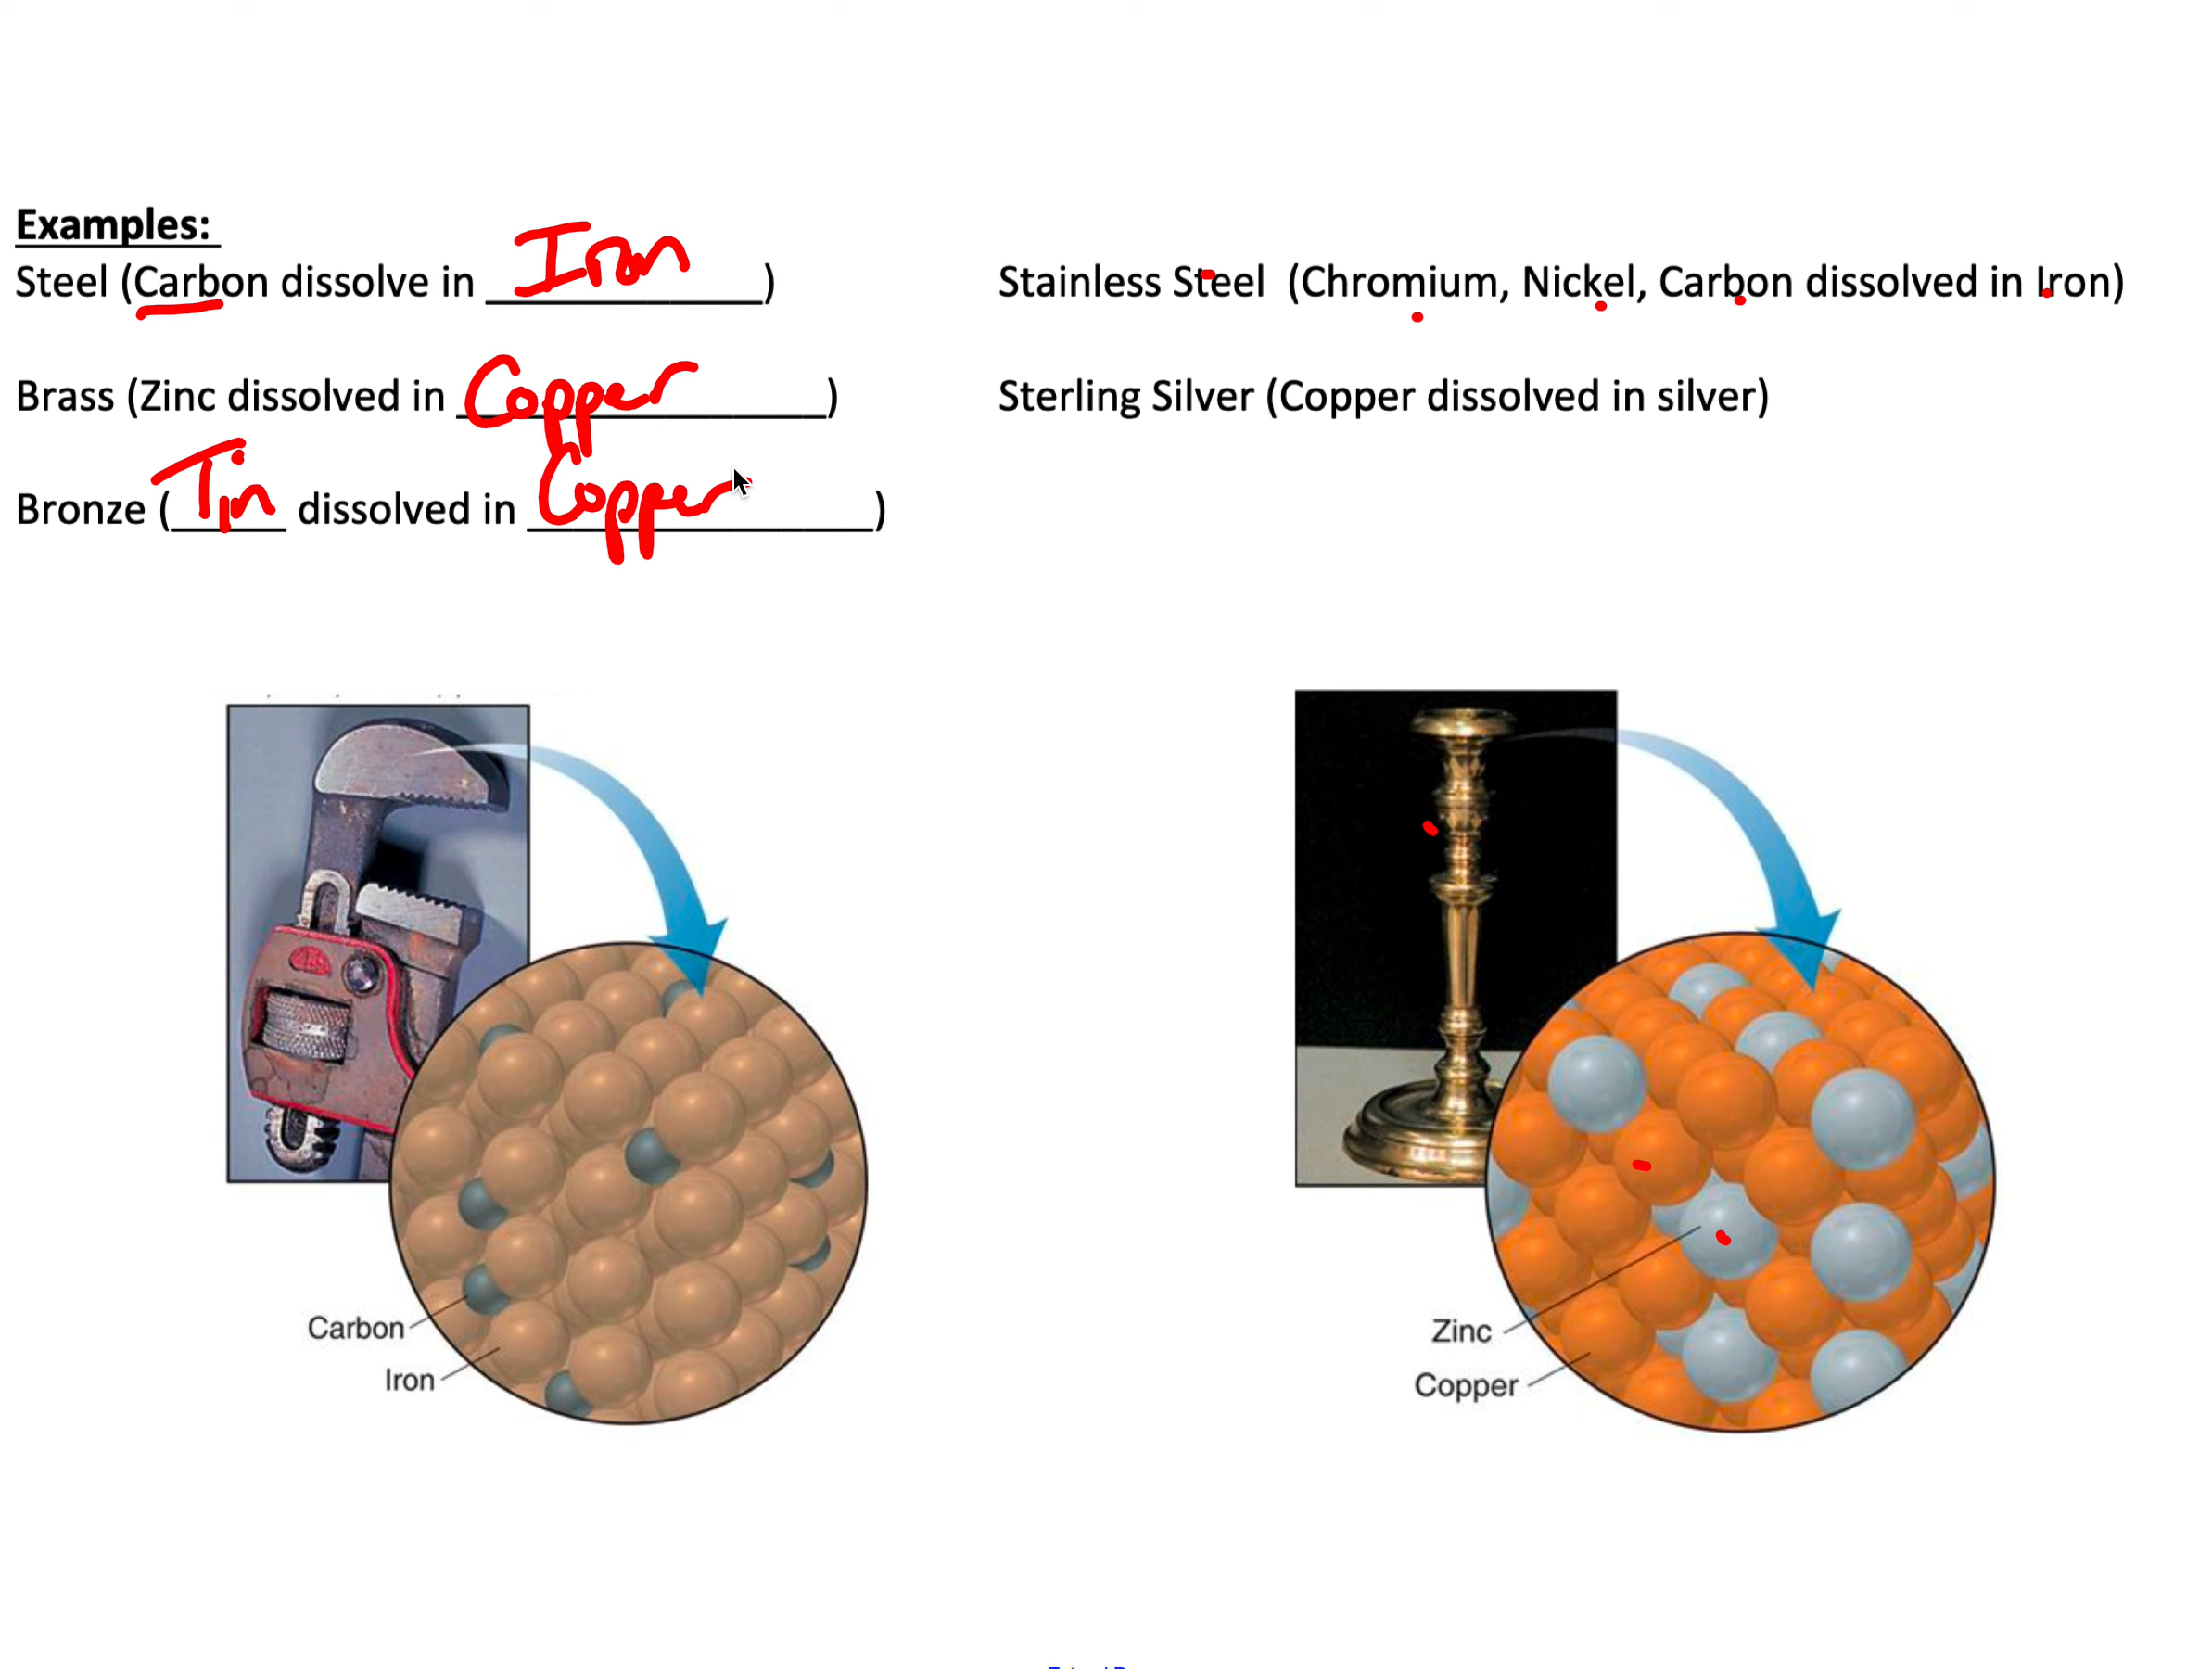 Examples:
Steel (Carbon dissolve in Iron)
Brass (Zinc dissolved in Copper)
Bronze (Tin dissolved in Copper)
Stainless Steel (Chromium, Nickel, Carbon dissolved in Iron)
Sterling Silver (Copper dissolved in silver)
Carbon
Iron
Zinc
Copper